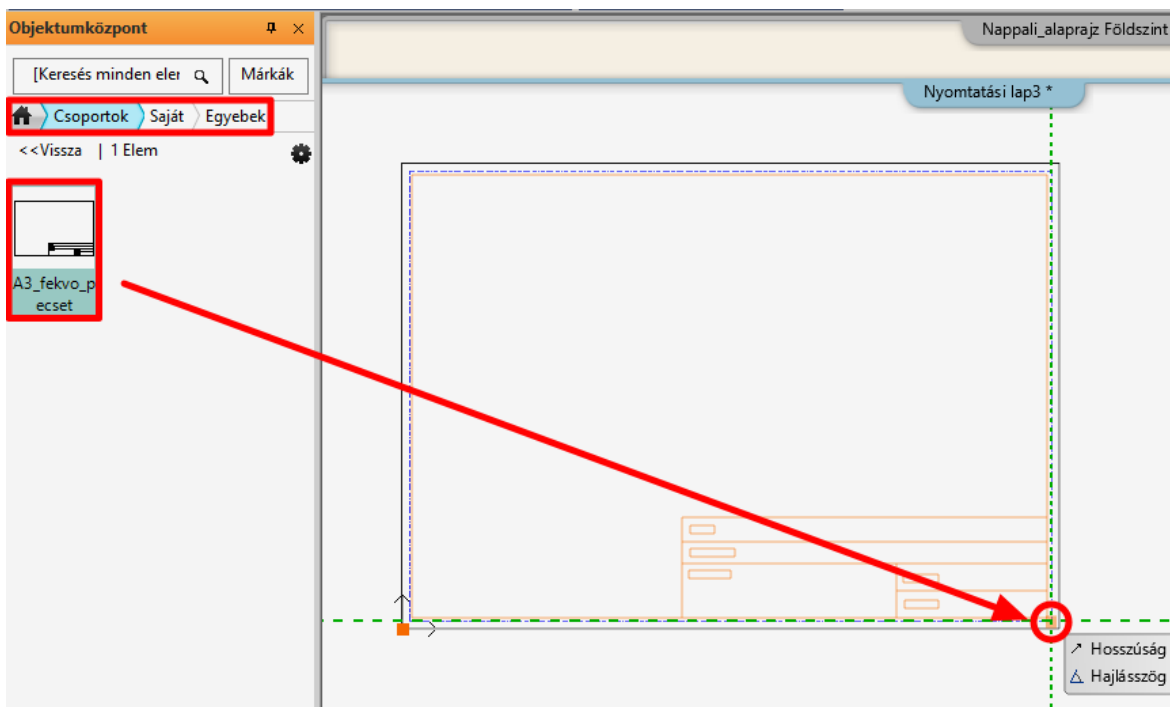 Objektumközpont
[Keresés minden eler
Márkák
Csoportok Saját Egyebek
<<Vissza | 1 Elem
A3_fekvo_p
ecset
Nappali_alaprajz Földszint
Nyomtatási lap3 *
Hosszúság
Hajlásszög